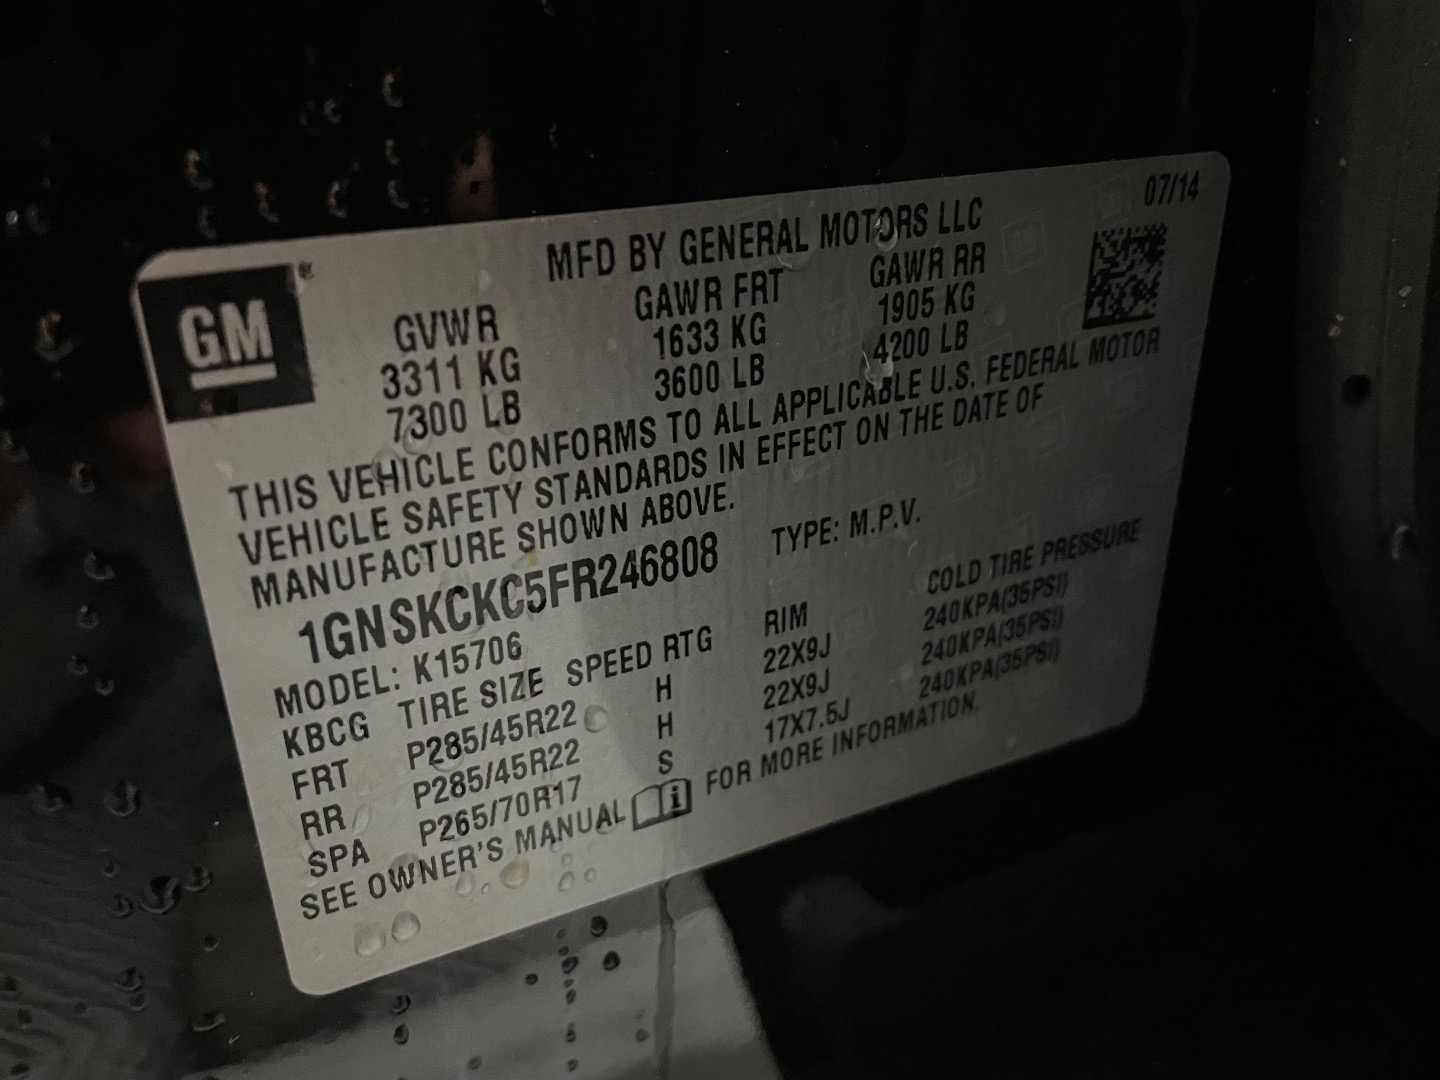 07/14
MFD BY GENERAL MOTORS LLC
GM
GVWR GAWR FRT GAWR RR
3311 KG 1633 KG 1905 KG
7300 LB 3600 LB 4200 LB
THIS VEHICLE CONFORMS TO ALL APPLICABLE U.S. FEDERAL MOTOR
VEHICLE SAFETY STANDARDS IN EFFECT ON THE DATE OF
MANUFACTURE SHOWN ABOVE.
1GNSKCKC5FR246808 TYPE: M.P.V.
MODEL: K15706
KBCG TIRE SIZE SPEED RTG RIM COLD TIRE PRESSURE
FRT P285/45R22 H 22X9J 240KPA(35PSI)
RR P285/45R22 H 22X9J 240KPA(35PSI)
SPA P265/70R17 S 17X7.5J 240KPA(35PSI)
SEE OWNER'S MANUAL i FOR MORE INFORMATION.